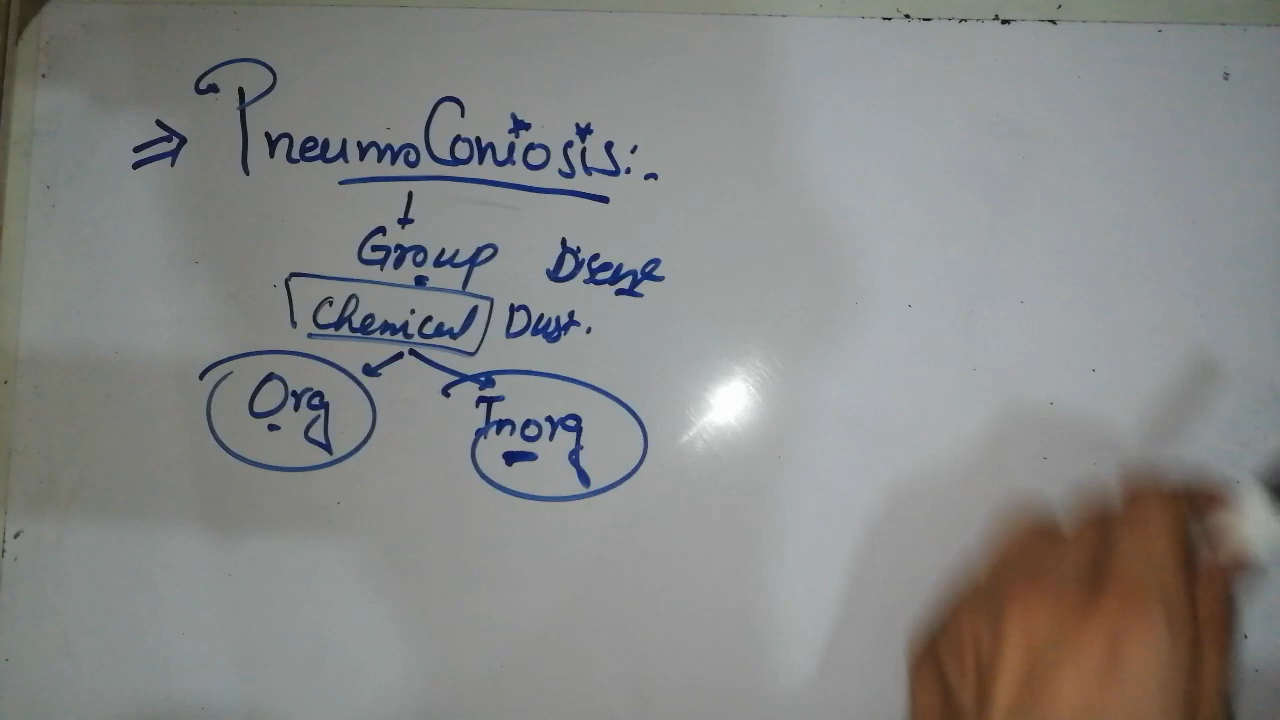 ⇒ PneumoConiosis:-
Group Disease
Chemical Dust.
Org Inorg